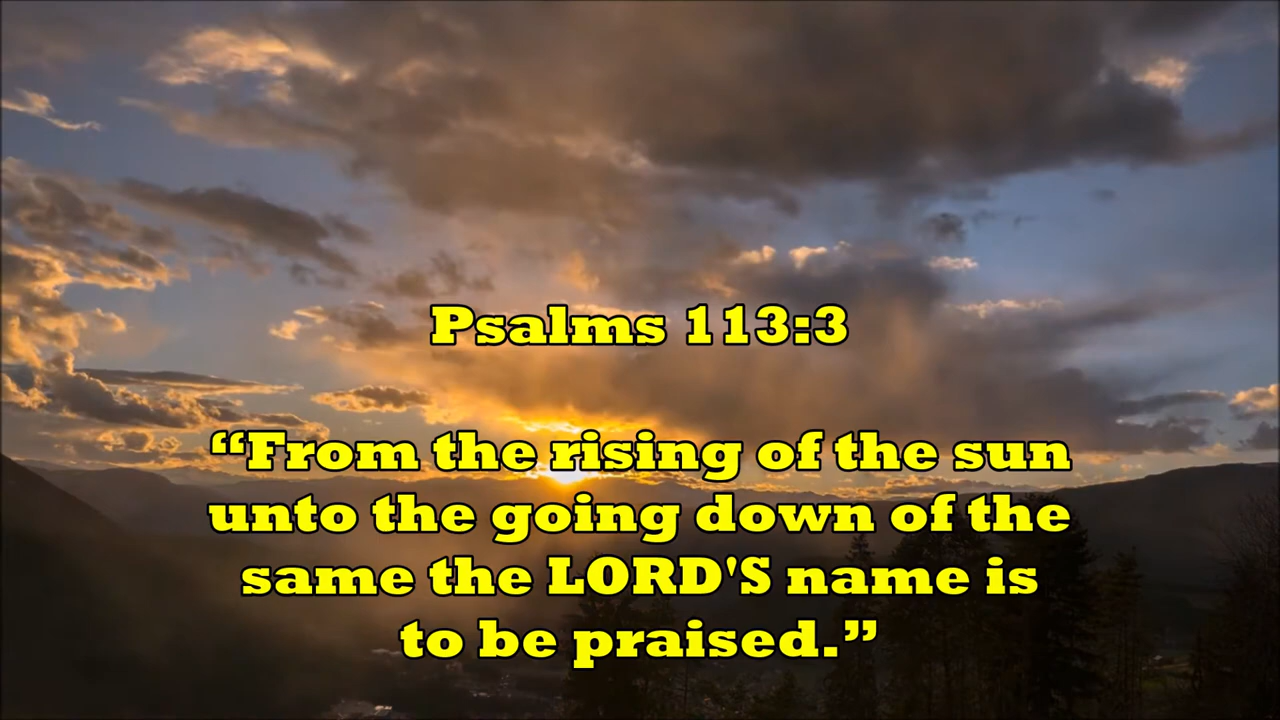 Psalms 113:3
“From the rising of the sun
unto the going down of the
same the LORD'S name is
to be praised.”